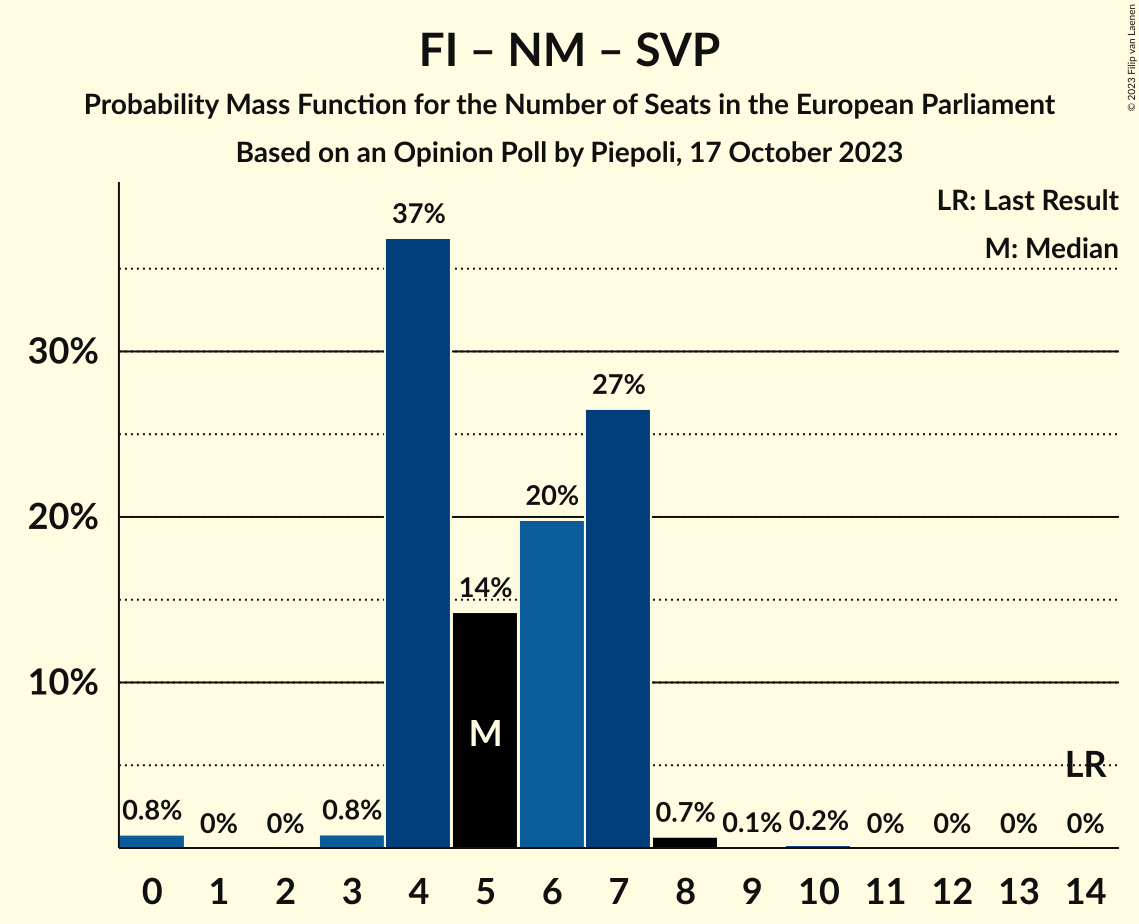 FI – NM – SVP
Probability Mass Function for the Number of Seats in the European Parliament
Based on an Opinion Poll by Piepoli, 17 October 2023
© 2023 Filip van Laenen
LR: Last Result
M: Median
37%
30%
27%
20%
20%
14%
10%
M
LR
0.8% 0% 0% 0.8% 0.7% 0.1% 0.2% 0% 0% 0% 0%
0 1 2 3 4 5 6 7 8 9 10 11 12 13 14